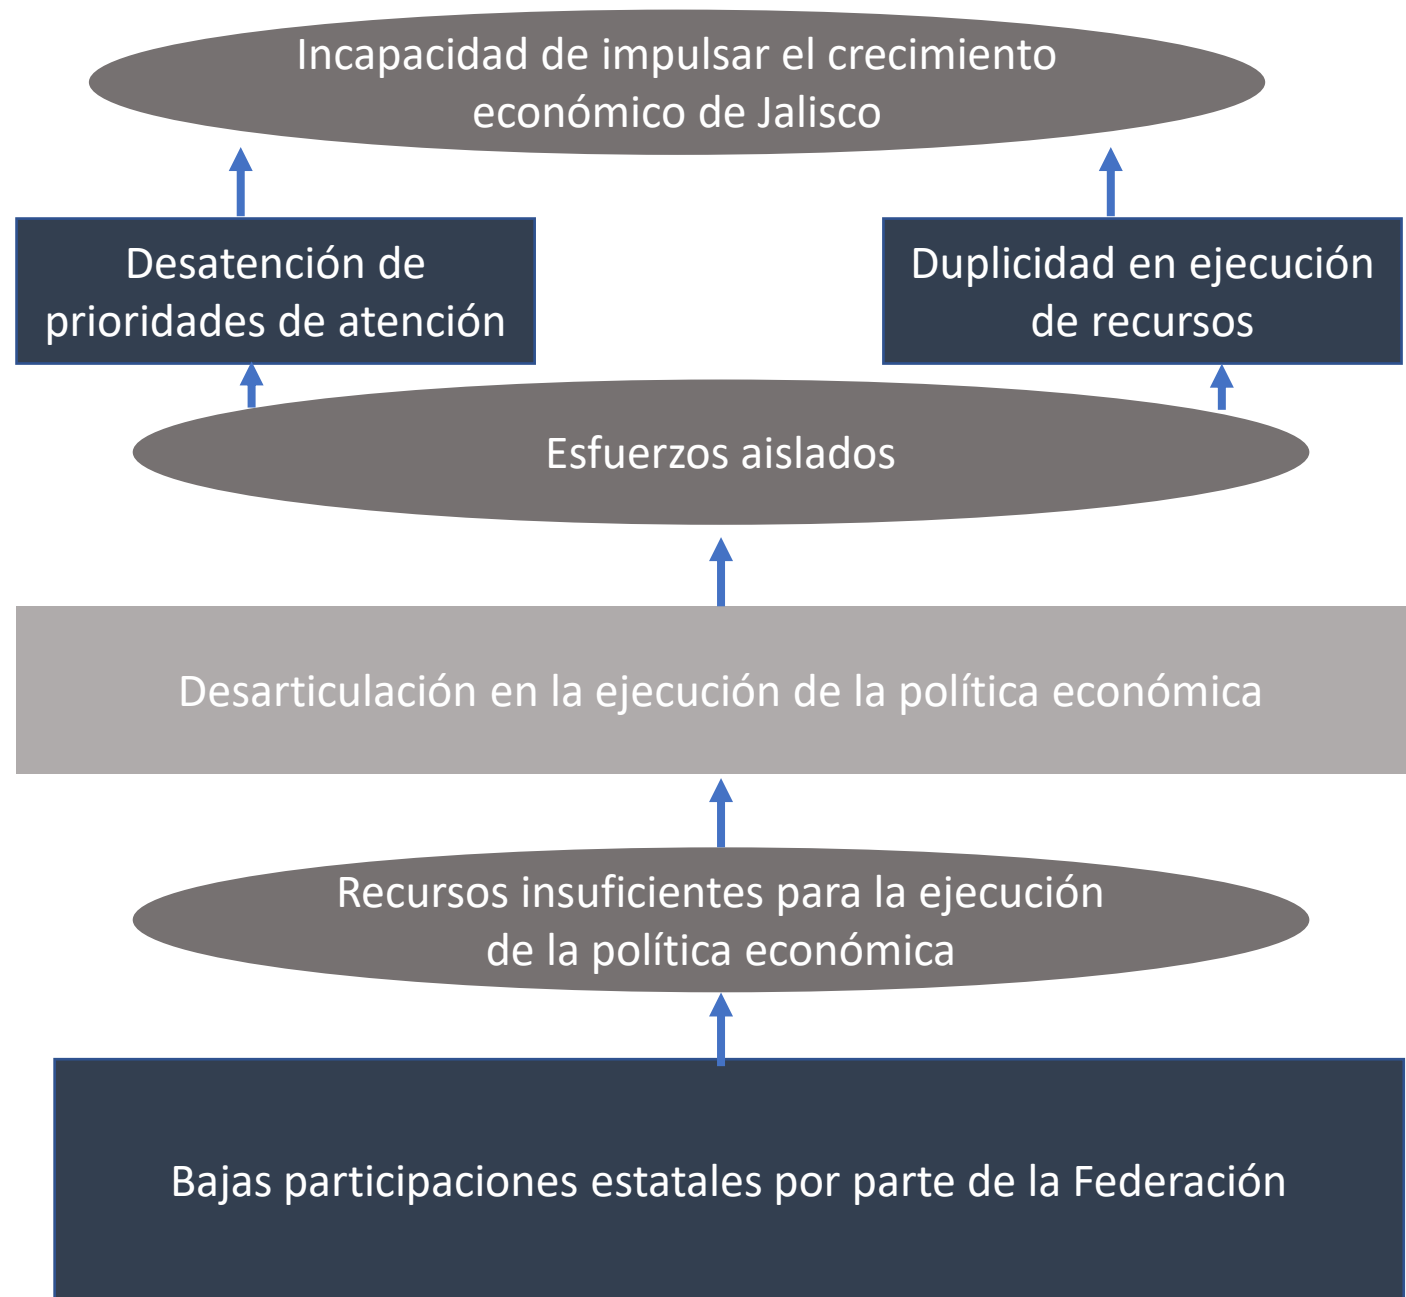 Incapacidad de impulsar el crecimiento
económico de Jalisco
Desatención de
prioridades de atención
Duplicidad en ejecución
de recursos
Esfuerzos aislados
Desarticulación en la ejecución de la política económica
Recursos insuficientes para la ejecución
de la política económica
Bajas participaciones estatales por parte de la Federación